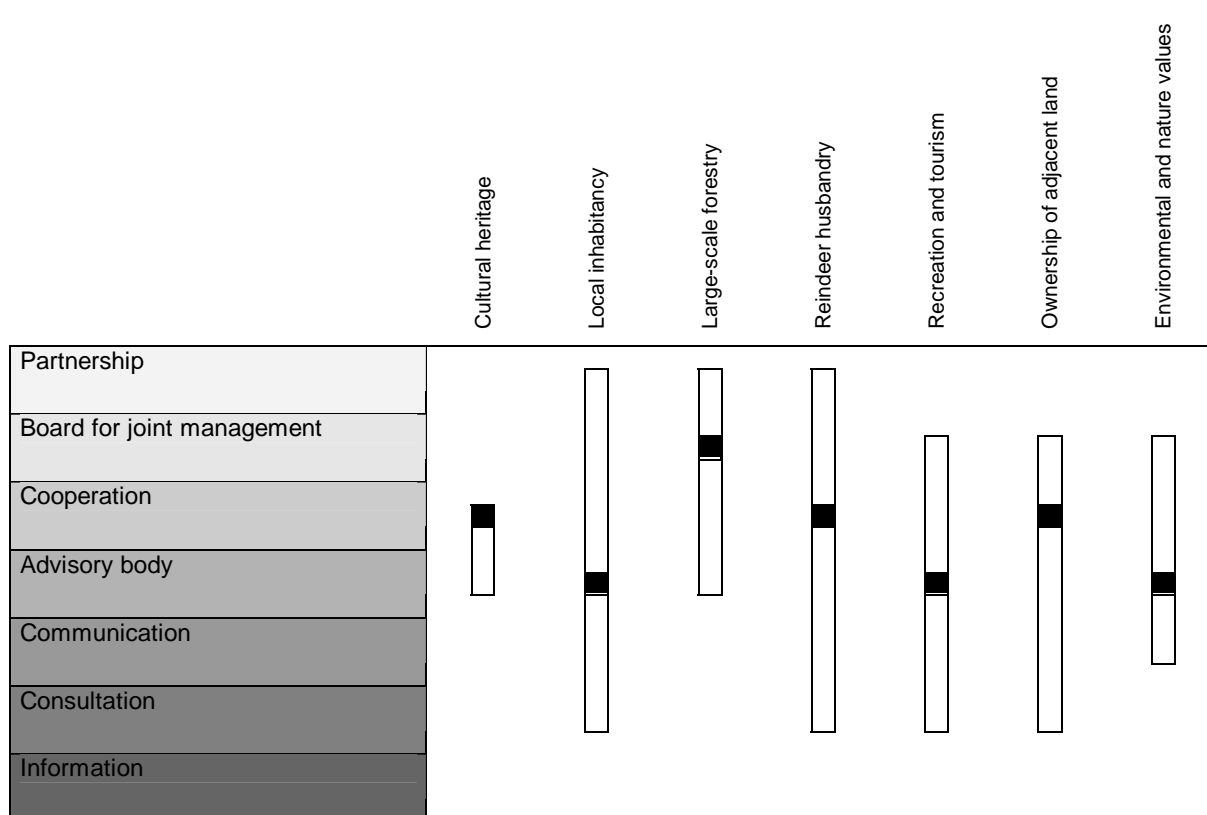 Cultural heritage
Local inhabitancy
Large-scale forestry
Reindeer husbandry
Recreation and tourism
Ownership of adjacent land
Environmental and nature values
Partnership
Board for joint management
Cooperation
Advisory body
Communication
Consultation
Information